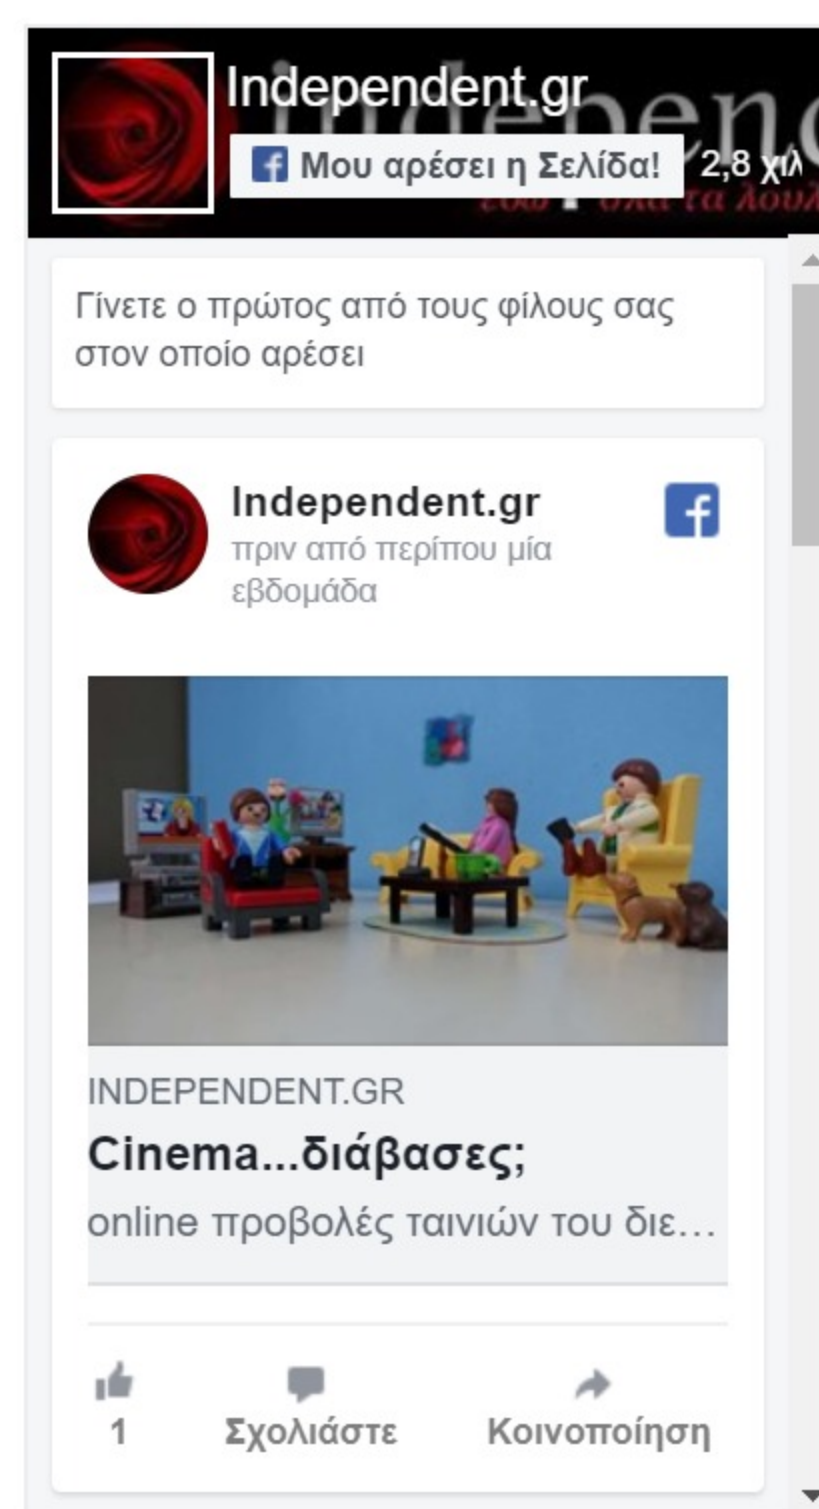 Independent.gr
Μου αρέσει η Σελίδα! 2,8 χιλ
Γίνετε ο πρώτος από τους φίλους σας
στον οποίο αρέσει
Independent.gr
πριν από περίπου μία
εβδομάδα
INDEPENDENT.GR
Cinema...διάβασες;
online προβολές ταινιών του διε...
1 Σχολιάστε Κοινοποίηση